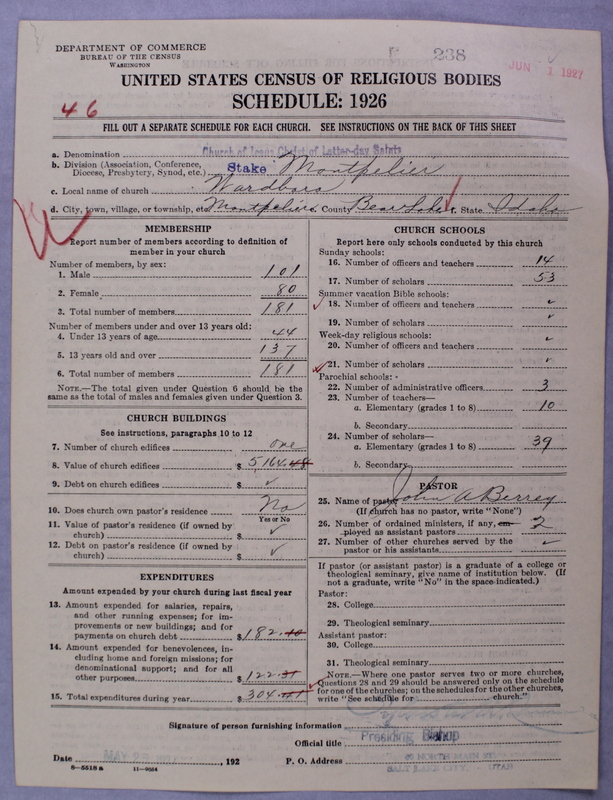 DEPARTMENT OF COMMERCE
BUREAU OF THE CENSUS
WASHINGTON
238
JUN 1 1927
UNITED STATES CENSUS OF RELIGIOUS BODIES
SCHEDULE: 1926
46
FILL OUT A SEPARATE SCHEDULE FOR EACH CHURCH. SEE INSTRUCTIONS ON THE BACK OF THIS SHEET
a. Denomination Church of Jesus Christ of Latter-day Saints
b. Division (Association, Conference, Diocese, Presbytery, Synod, etc.) Stake Montpelier
c. Local name of church Wardboro
d. City, town, village, or township, etc. Montpelier e. County Bear Lake f. State Idaho
MEMBERSHIP
Report number of members according to definition of
member in your church
Number of members, by sex:
1. Male 101
2. Female 80
3. Total number of members 181
Number of members under and over 13 years old:
4. Under 13 years of age 44
5. 13 years old and over 137
6. Total number of members 181
NOTE.—The total given under Question 6 should be
same as the total of males and females given under Question 3.
CHURCH BUILDINGS
See instructions, paragraphs 10 to 12
7. Number of church edifices one
8. Value of church edifices $ 5164.48
9. Debt on church edifices $ ✓
10. Does church own pastor's residence No
Yes or No
11. Value of pastor's residence (if owned by
church) $ ✓
12. Debt on pastor's residence (if owned by
church) $ ✓
EXPENDITURES
Amount expended by your church during last fiscal year
13. Amount expended for salaries, repairs,
and other running expenses; for im-
provements or new buildings; and for
payments on church debt $ 182.10
14. Amount expended for benevolences, in-
cluding home and foreign missions; for
denominational support; and for all
other purposes $ 122.31
15. Total expenditures during year $ 304.41
CHURCH SCHOOLS
Report here only schools conducted by this church
Sunday schools:
16. Number of officers and teachers 14
17. Number of scholars 53
Summer vacation Bible schools:
18. Number of officers and teachers ✓
19. Number of scholars ✓
Week-day religious schools:
20. Number of officers and teachers ✓
21. Number of scholars ✓
Parochial schools:
22. Number of administrative officers 3
23. Number of teachers—
a. Elementary (grades 1 to 8) 10
b. Secondary
24. Number of scholars—
a. Elementary (grades 1 to 8) 39
b. Secondary
PASTOR
25. Name of pastor John A Berrey
(If church has no pastor, write "None")
26. Number of ordained ministers, if any, em-
ployed as assistant pastors 2
27. Number of other churches served by the
pastor or his assistants ✓
If pastor (or assistant pastor) is a graduate of a college or
theological seminary, give name of institution below. (If
not a graduate, write "No" in the space indicated.)
Pastor:
28. College
29. Theological seminary
Assistant pastor:
30. College
31. Theological seminary
NOTE.—Where one pastor serves two or more churches,
Questions 28 and 29 should be answered only on the schedule
for one of the churches; on the schedules for the other churches,
write "See schedule for church."
Signature of person furnishing information
Official title Presiding Bishop
Date , 192 P. O. Address NORTH MAIN ST
SALT LAKE CITY, UTAH
8—5518 a 11—9554